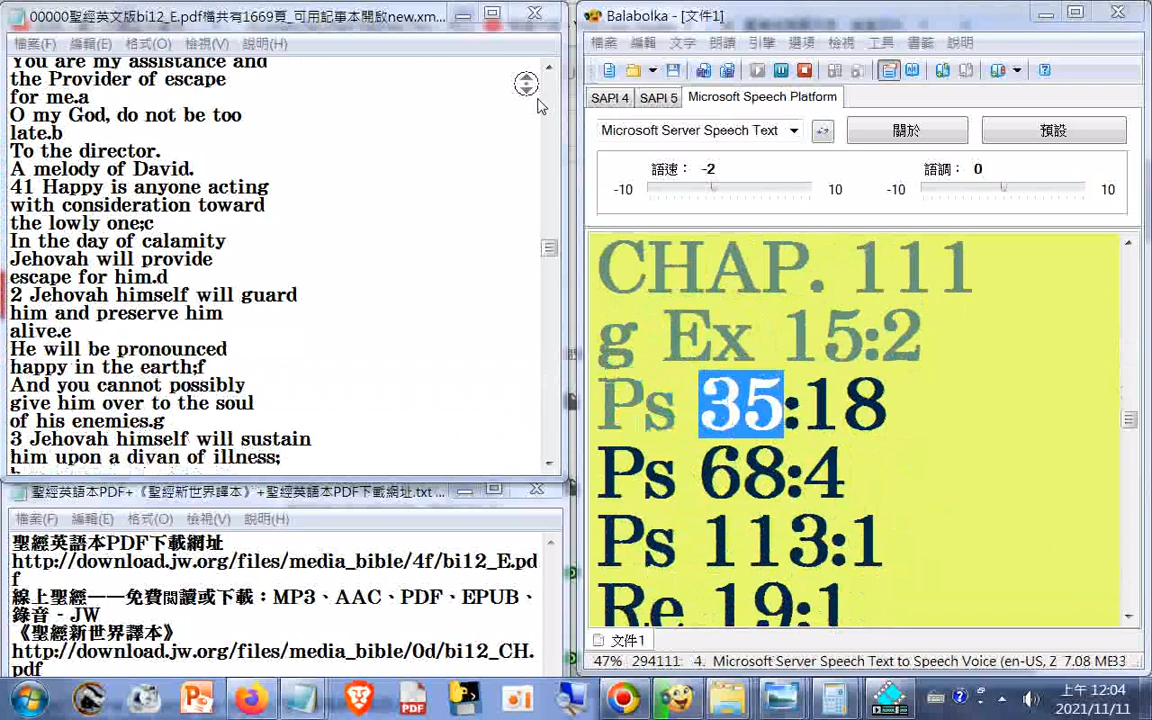 00000聖經英文版bi12_E.pdf檔共有1669頁_可用記事本開啟new.xm...
檔案(F) 編輯(E) 格式(O) 檢視(V) 說明(H)
You are my assistance and
the Provider of escape
for me.a
O my God, do not be too
late.b
To the director.
A melody of David.
41 Happy is anyone acting
with consideration toward
the lowly one;c
In the day of calamity
Jehovah will provide
escape for him.d
2 Jehovah himself will guard
him and preserve him
alive.e
He will be pronounced
happy in the earth;f
And you cannot possibly
give him over to the soul
of his enemies.g
3 Jehovah himself will sustain
him upon a divan of illness;
聖經英語本PDF+《聖經新世界譯本》+聖經英語本PDF下載網址.txt ...
檔案(F) 編輯(E) 格式(O) 檢視(V) 說明(H)
聖經英語本PDF下載網址
http://download.jw.org/files/media_bible/4f/bi12_E.pd
f
線上聖經——免費閱讀或下載：MP3、AAC、PDF、EPUB、
錄音 - JW
《聖經新世界譯本》
http://download.jw.org/files/media_bible/0d/bi12_CH.
pdf
Balabolka - [文件1]
檔案 編輯 文字 朗讀 引擎 選項 檢視 工具 書籤 說明
SAPI 4 SAPI 5 Microsoft Speech Platform
Microsoft Server Speech Text 關於 預設
語速： -2 語調： 0
-10 10 -10 10
CHAP. 111
g Ex 15:2
Ps 35:18
Ps 68:4
Ps 113:1
Re 19:1
文件1
47% 294111: 4. Microsoft Server Speech Text to Speech Voice (en-US, Z 7.08 MB33
PDF
上午 12:04
2021/11/11